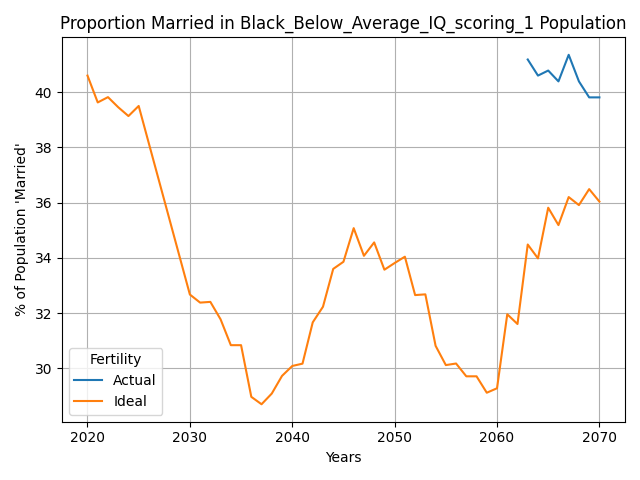 Proportion Married in Black_Below_Average_IQ_scoring_1 Population
% of Population 'Married'
40
38
36
34
32
30
Fertility
Actual
Ideal
2020
2030
2040
2050
2060
2070
Years